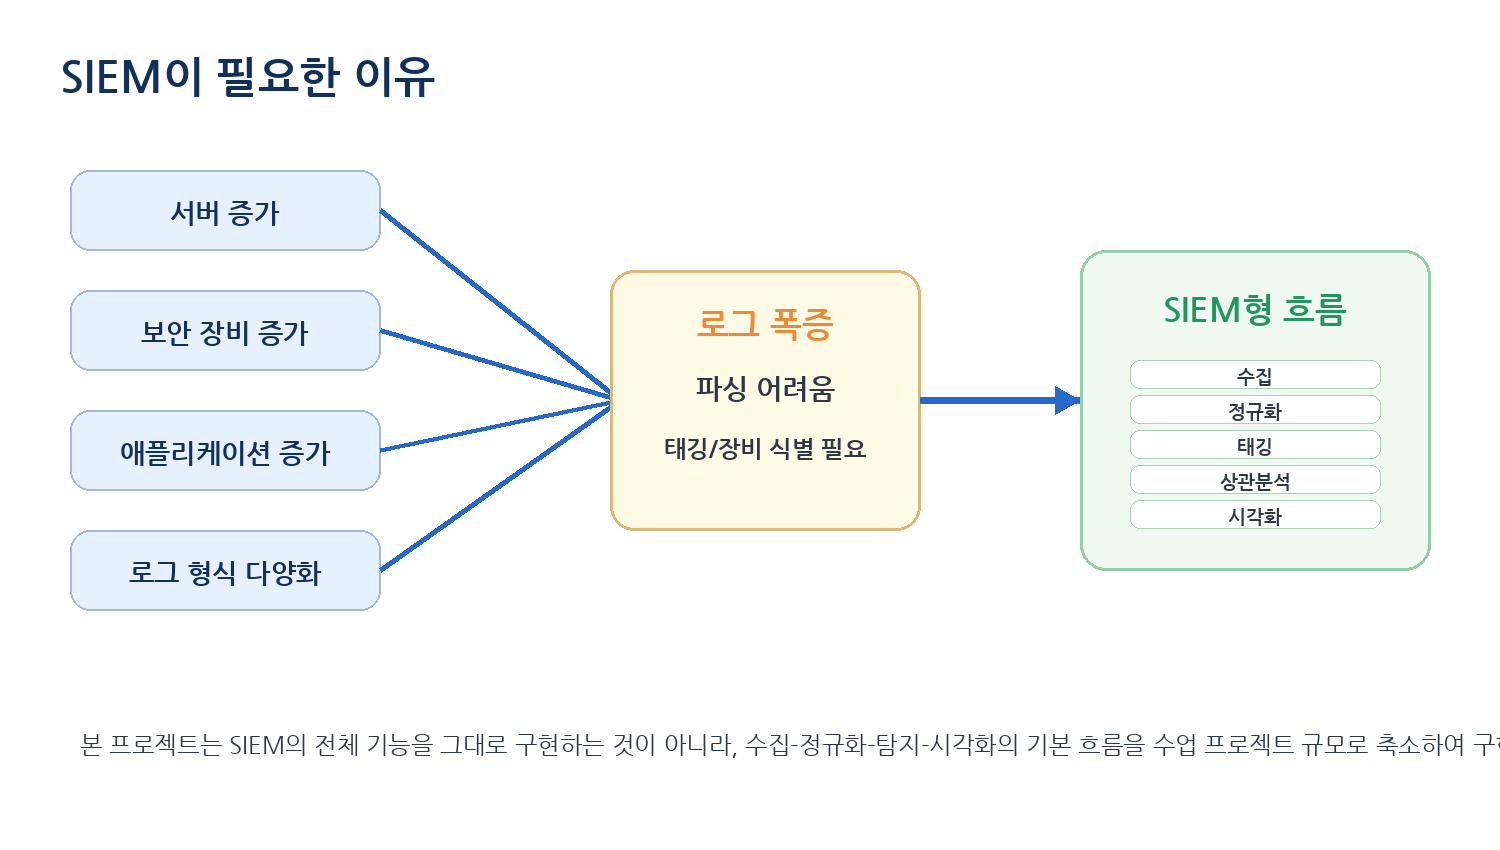 SIEM이 필요한 이유
서버 증가
보안 장비 증가
애플리케이션 증가
로그 형식 다양화
로그 폭증
파싱 어려움
태깅/장비 식별 필요
SIEM형 흐름
수집
정규화
태깅
상관분석
시각화
본 프로젝트는 SIEM의 전체 기능을 그대로 구현하는 것이 아니라, 수집-정규화-탐지-시각화의 기본 흐름을 수업 프로젝트 규모로 축소하여